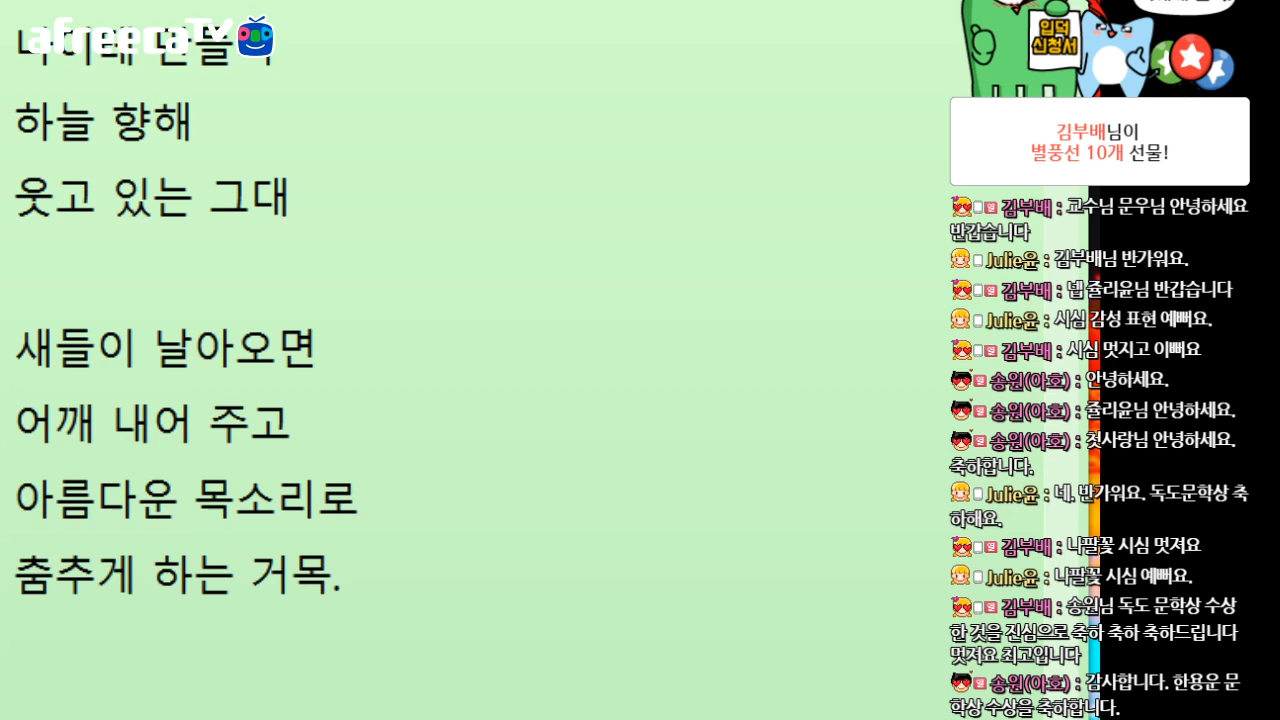 afreecaTV
만들
하늘 향해
웃고 있는 그대
새들이 날아오면
어깨 내어 주고
아름다운 목소리로
춤추게 하는 거목.
입덕
신청서
김부배님이
별풍선 10개 선물!
김부배 : 교수님 문우님 안녕하세요
반갑습니다
Julie윤 : 김부배님 반가워요.
김부배 : 넵 쥴리윤님 반갑습니다
Julie윤 : 시심 감성 표현 예뻐요.
김부배 : 시심 멋지고 이뻐요
송원(아호) : 안녕하세요.
송원(아호) : 쥴리윤님 안녕하세요.
송원(아호) : 첫사랑님 안녕하세요.
축하합니다.
Julie윤 : 네. 반가워요. 독도문학상 축
하해요.
김부배 : 나팔꽃 시심 멋져요
Julie윤 : 나팔꽃 시심 예뻐요.
김부배 : 송원님 독도 문학상 수상
한 것을 진심으로 축하 축하 축하드립니다
멋져요 최고입니다
송원(아호) : 감사합니다. 한용운 문
학상 수상을 축하합니다.